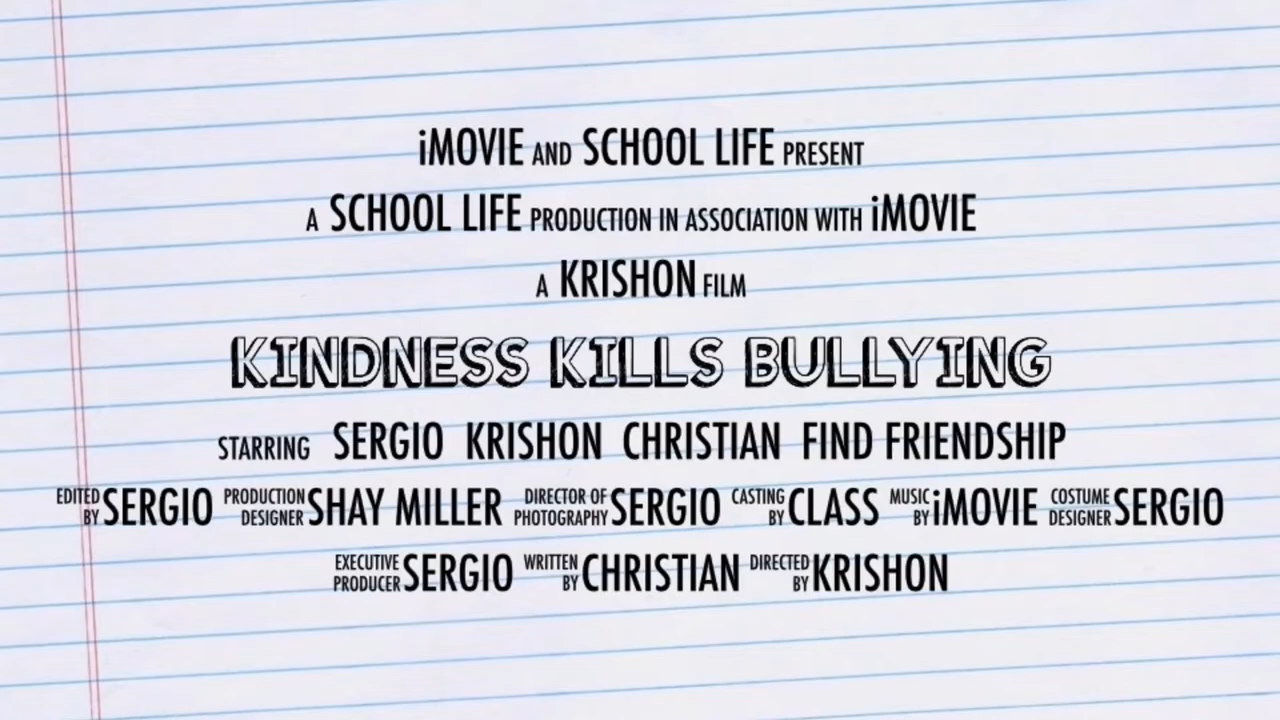 iMOVIE AND SCHOOL LIFE PRESENT
A SCHOOL LIFE PRODUCTION IN ASSOCIATION WITH iMOVIE
A KRISHON FILM
KINDNESS KILLS BULLYING
STARRING SERGIO KRISHON CHRISTIAN FIND FRIENDSHIP
EDITED BY SERGIO PRODUCTION DESIGNER SHAY MILLER DIRECTOR OF PHOTOGRAPHY SERGIO CASTING BY CLASS MUSIC BY iMOVIE COSTUME DESIGNER SERGIO
EXECUTIVE PRODUCER SERGIO WRITTEN BY CHRISTIAN DIRECTED BY KRISHON